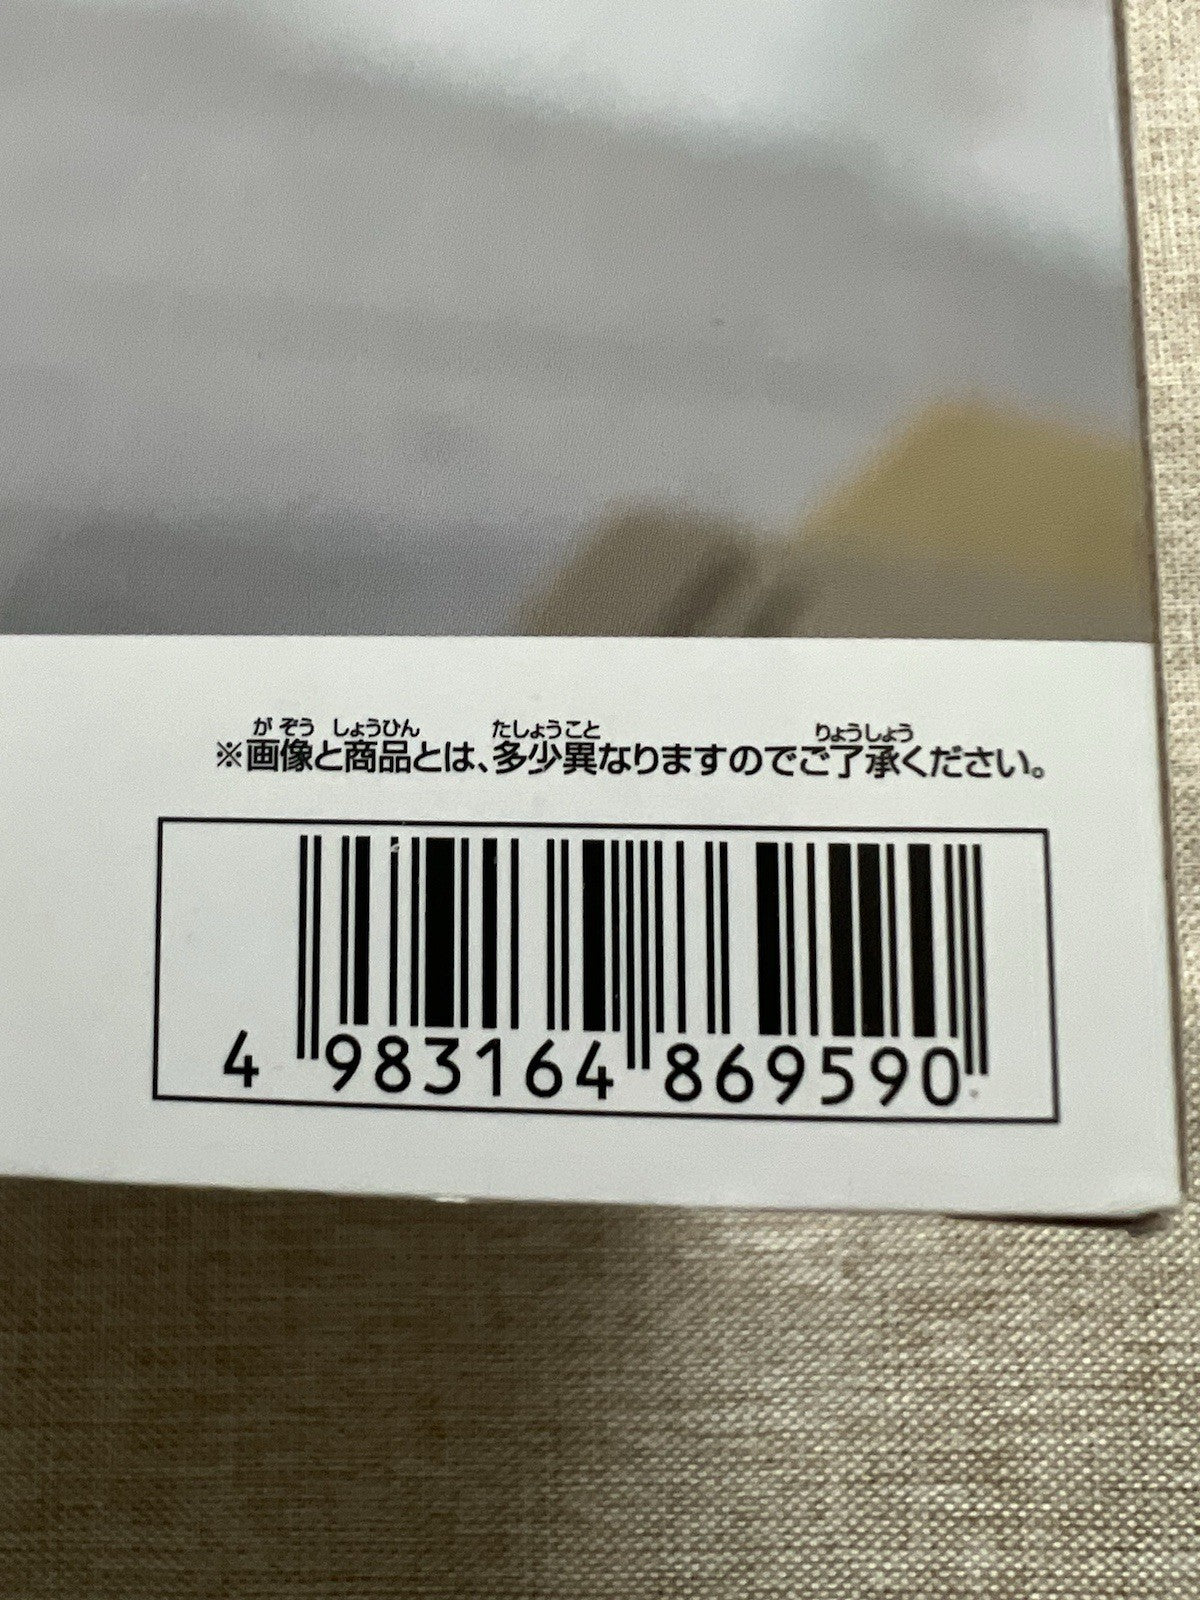 がぞう しょうひん たしょうこと りょうしょう
※画像と商品とは、多少異なりますのでご了承ください。
4 983164 869590